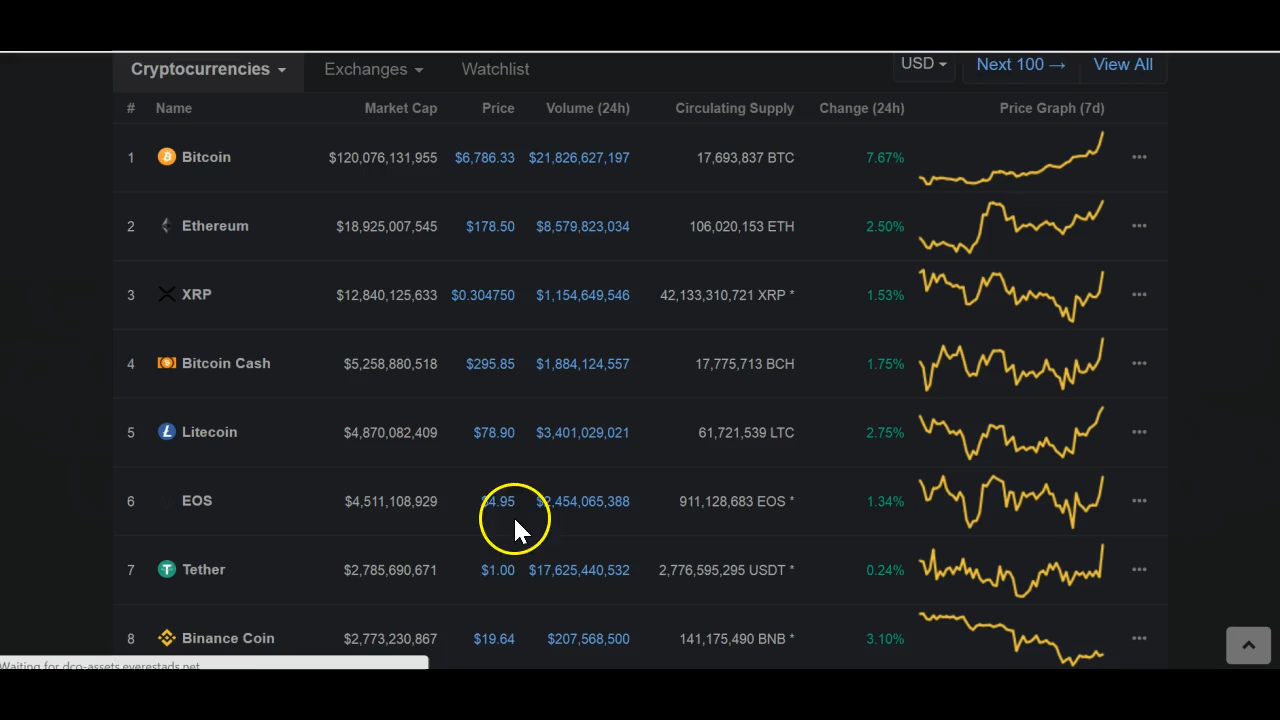 Cryptocurrencies Exchanges Watchlist USD Next 100 → View All
# Name Market Cap Price Volume (24h) Circulating Supply Change (24h) Price Graph (7d)
1 Bitcoin $120,076,131,955 $6,786.33 $21,826,627,197 17,693,837 BTC 7.67%
2 Ethereum $18,925,007,545 $178.50 $8,579,823,034 106,020,153 ETH 2.50%
3 XRP $12,840,125,633 $0.304750 $1,154,649,546 42,133,310,721 XRP * 1.53%
4 Bitcoin Cash $5,258,880,518 $295.85 $1,884,124,557 17,775,713 BCH 1.75%
5 Litecoin $4,870,082,409 $78.90 $3,401,029,021 61,721,539 LTC 2.75%
6 EOS $4,511,108,929 $4.95 $2,454,065,388 911,128,683 EOS * 1.34%
7 Tether $2,785,690,671 $1.00 $17,625,440,532 2,776,595,295 USDT * 0.24%
8 Binance Coin $2,773,230,867 $19.64 $207,568,500 141,175,490 BNB * 3.10%
Waiting for dco-assets.everestads.net